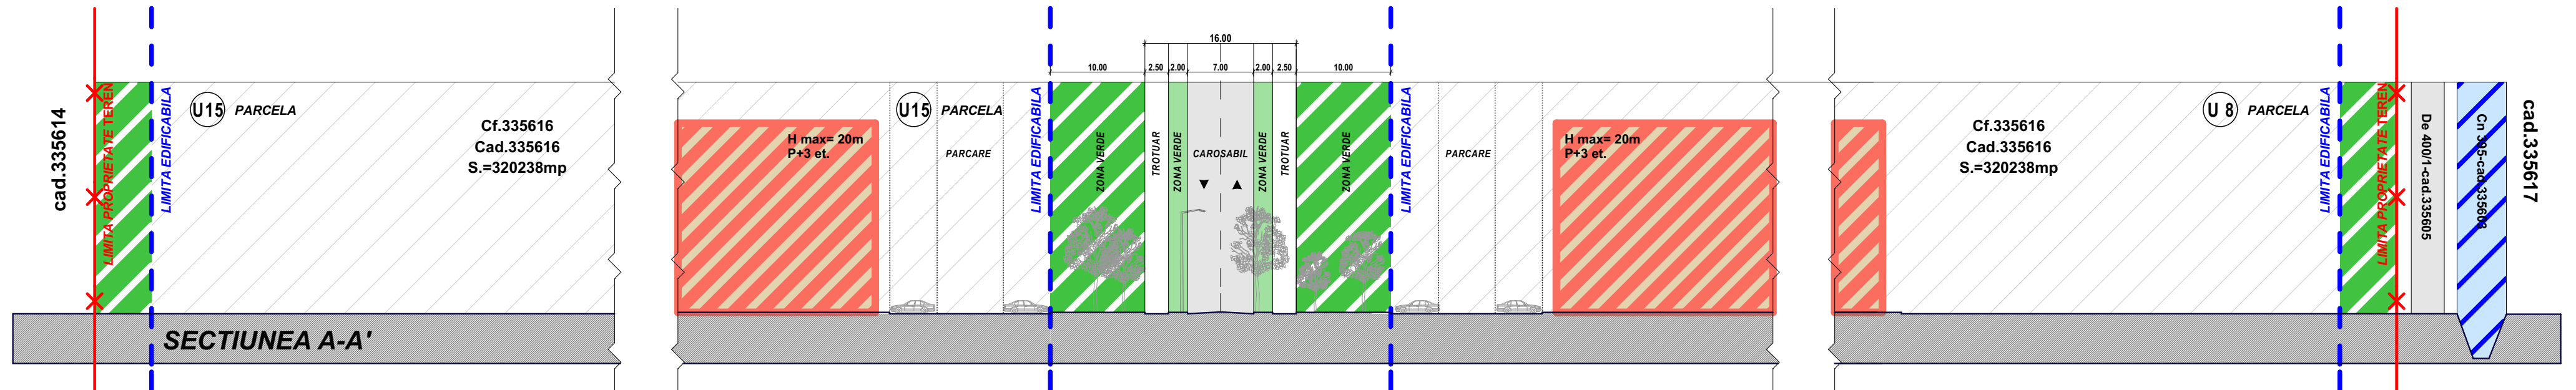 cad.335614
LIMITA PROPRIETATE TEREN
LIMITA EDIFICABILA
U15 PARCELA
Cf.335616
Cad.335616
S.=320238mp
H max= 20m
P+3 et.
U15 PARCELA
PARCARE
LIMITA EDIFICABILA
16.00
10.00 2.50 2.00 7.00 2.00 2.50 10.00
ZONA VERDE
TROTUAR
ZONA VERDE
CAROSABIL
ZONA VERDE
TROTUAR
ZONA VERDE
LIMITA EDIFICABILA
PARCARE
H max= 20m
P+3 et.
Cf.335616
Cad.335616
S.=320238mp
U 8 PARCELA
LIMITA EDIFICABILA
LIMITA PROPRIETATE TEREN
De 400/1-cad.335605
cad.335617
SECTIUNEA A-A'